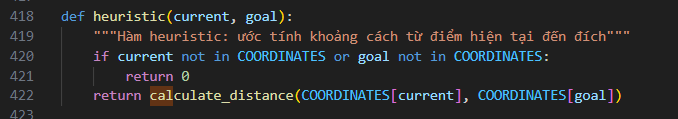 418 def heuristic(current, goal):
419     """Hàm heuristic: ước tính khoảng cách từ điểm hiện tại đến đích"""
420     if current not in COORDINATES or goal not in COORDINATES:
421         return 0
422     return calculate_distance(COORDINATES[current], COORDINATES[goal])
423